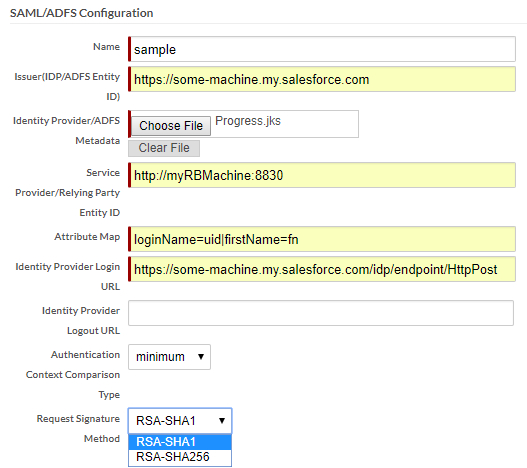 SAML/ADFS Configuration
Name
sample
Issuer(IDP/ADFS Entity
ID)
https://some-machine.my.salesforce.com
Identity Provider/ADFS
Metadata
Choose File
Progress.jks
Clear File
Service
Provider/Relying Party
Entity ID
http://myRBMachine:8830
Attribute Map
loginName=uid|firstName=fn
Identity Provider Login
URL
https://some-machine.my.salesforce.com/idp/endpoint/HttpPost
Identity Provider
Logout URL
Authentication
Context Comparison
Type
minimum
Request Signature
Method
RSA-SHA1
RSA-SHA1
RSA-SHA256